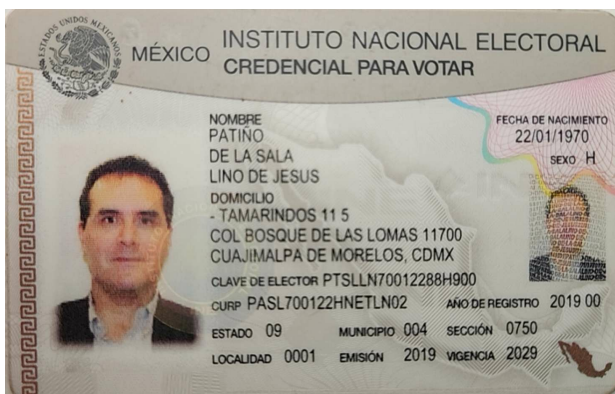 ESTADOS UNIDOS MEXICANOS
MÉXICO INSTITUTO NACIONAL ELECTORAL
CREDENCIAL PARA VOTAR
NOMBRE
PATIÑO
DE LA SALA
LINO DE JESUS
FECHA DE NACIMIENTO
22/01/1970
SEXO H
DOMICILIO
- TAMARINDOS 11 5
COL BOSQUE DE LAS LOMAS 11700
CUAJIMALPA DE MORELOS, CDMX
CLAVE DE ELECTOR PTSLLN70012288H900
CURP PASL700122HNETLN02 AÑO DE REGISTRO 2019 00
ESTADO 09 MUNICIPIO 004 SECCIÓN 0750
LOCALIDAD 0001 EMISIÓN 2019 VIGENCIA 2029